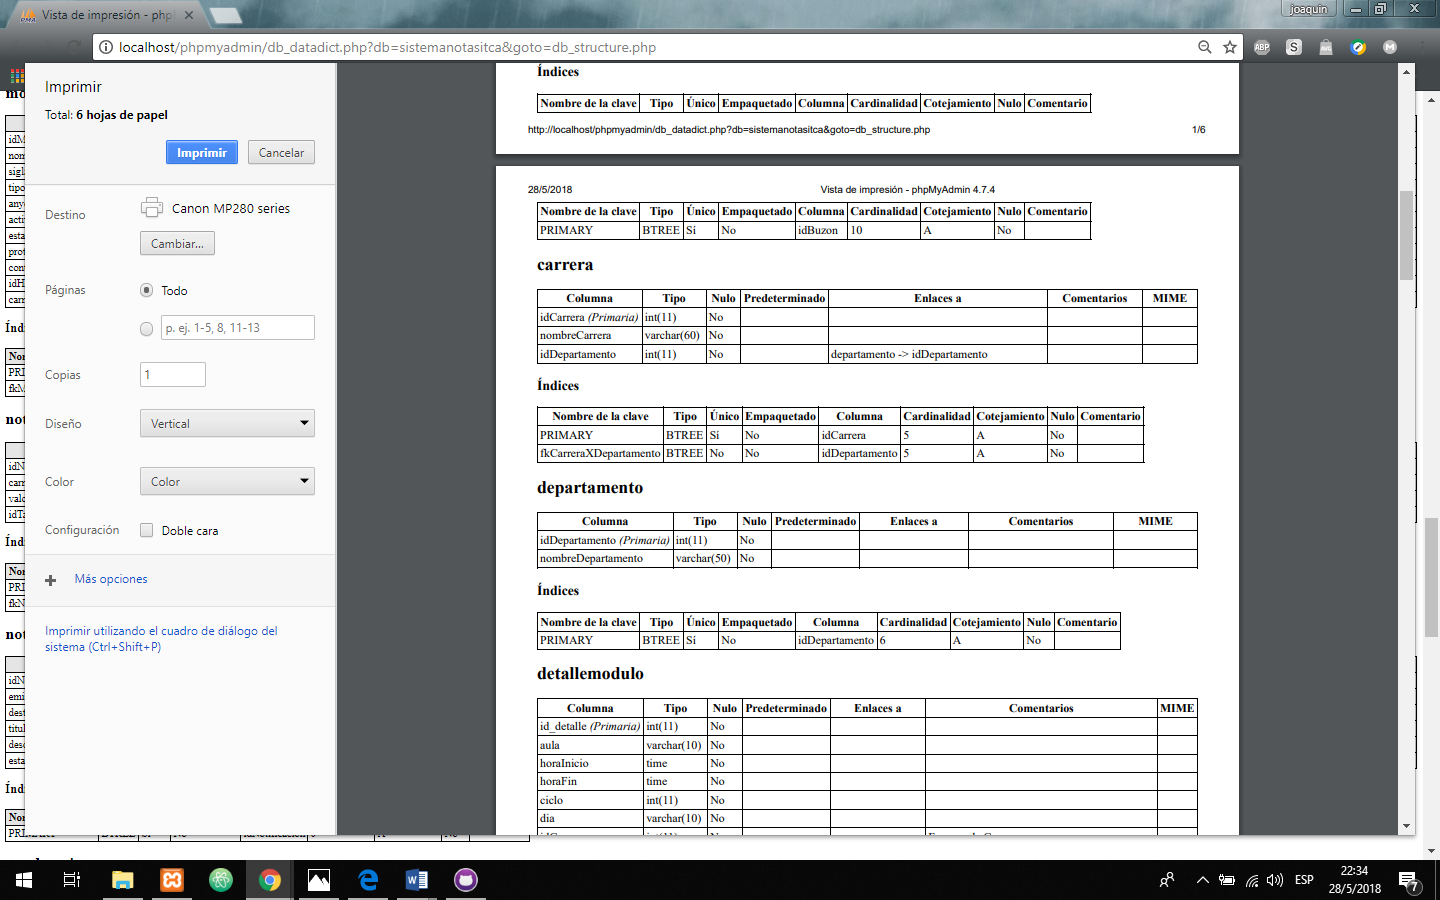 Vista de impresión - php
joaquin
localhost/phpmyadmin/db_datadict.php?db=sistemanotasitca&goto=db_structure.php
Imprimir
Total: 6 hojas de papel
Imprimir Cancelar
Destino Canon MP280 series
Cambiar...
Páginas Todo
p. ej. 1-5, 8, 11-13
Copias 1
Diseño Vertical
Color Color
Configuración Doble cara
Más opciones
Imprimir utilizando el cuadro de diálogo del
sistema (Ctrl+Shift+P)
Índices
Nombre de la clave Tipo Único Empaquetado Columna Cardinalidad Cotejamiento Nulo Comentario
http://localhost/phpmyadmin/db_datadict.php?db=sistemanotasitca&goto=db_structure.php 1/6
28/5/2018 Vista de impresión - phpMyAdmin 4.7.4
Nombre de la clave Tipo Único Empaquetado Columna Cardinalidad Cotejamiento Nulo Comentario
PRIMARY BTREE Sí No idBuzon 10 A No
carrera
Columna Tipo Nulo Predeterminado Enlaces a Comentarios MIME
idCarrera (Primaria) int(11) No
nombreCarrera varchar(60) No
idDepartamento int(11) No departamento -> idDepartamento
Índices
Nombre de la clave Tipo Único Empaquetado Columna Cardinalidad Cotejamiento Nulo Comentario
PRIMARY BTREE Sí No idCarrera 5 A No
fkCarreraXDepartamento BTREE No No idDepartamento 5 A No
departamento
Columna Tipo Nulo Predeterminado Enlaces a Comentarios MIME
idDepartamento (Primaria) int(11) No
nombreDepartamento varchar(50) No
Índices
Nombre de la clave Tipo Único Empaquetado Columna Cardinalidad Cotejamiento Nulo Comentario
PRIMARY BTREE Sí No idDepartamento 6 A No
detallemodulo
Columna Tipo Nulo Predeterminado Enlaces a Comentarios MIME
id_detalle (Primaria) int(11) No
aula varchar(10) No
horaInicio time No
horaFin time No
ciclo int(11) No
dia varchar(10) No
ESP
22:34
28/5/2018
7